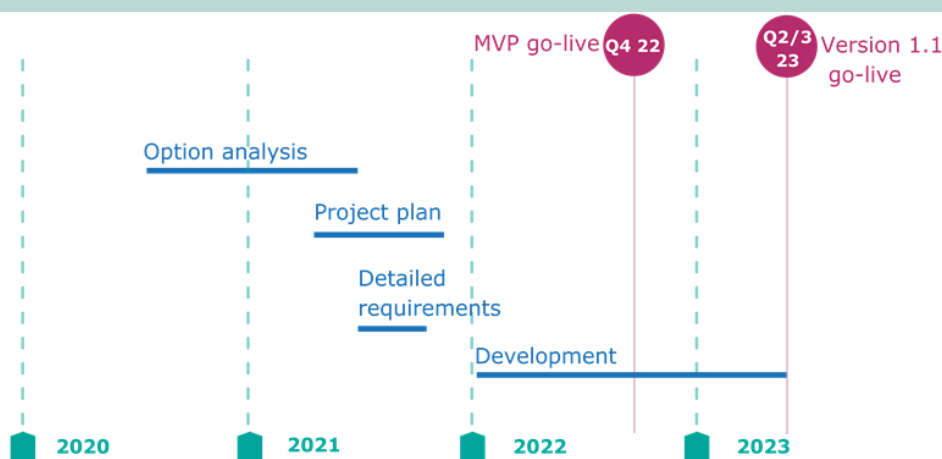 MVP go-live
Q4 22
Q2/3
23
Version 1.1
go-live
Option analysis
Project plan
Detailed
requirements
Development
2020
2021
2022
2023